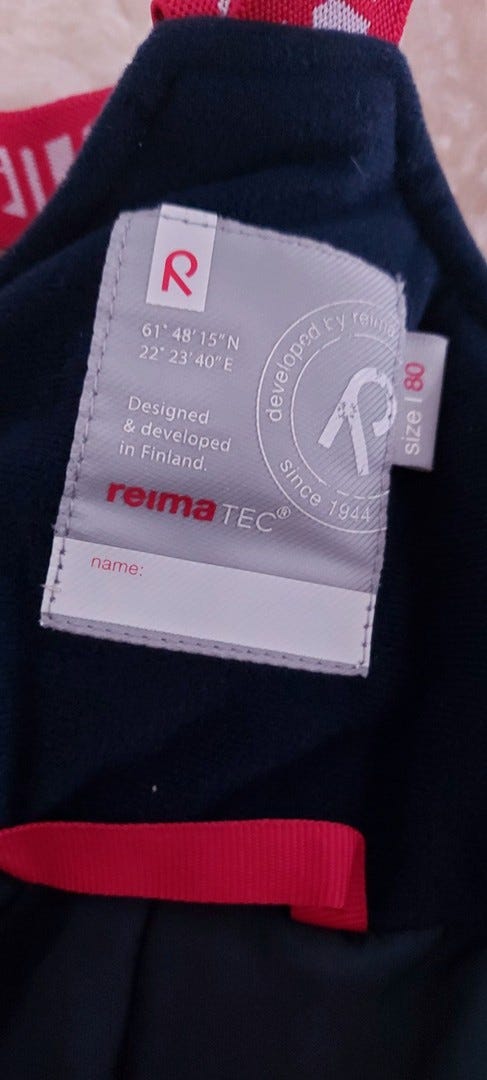 R
61° 48' 15" N
22° 23' 40" E
Designed
& developed
in Finland.
reimaTEC®
name:
developed by reima
since 1944
size | 80